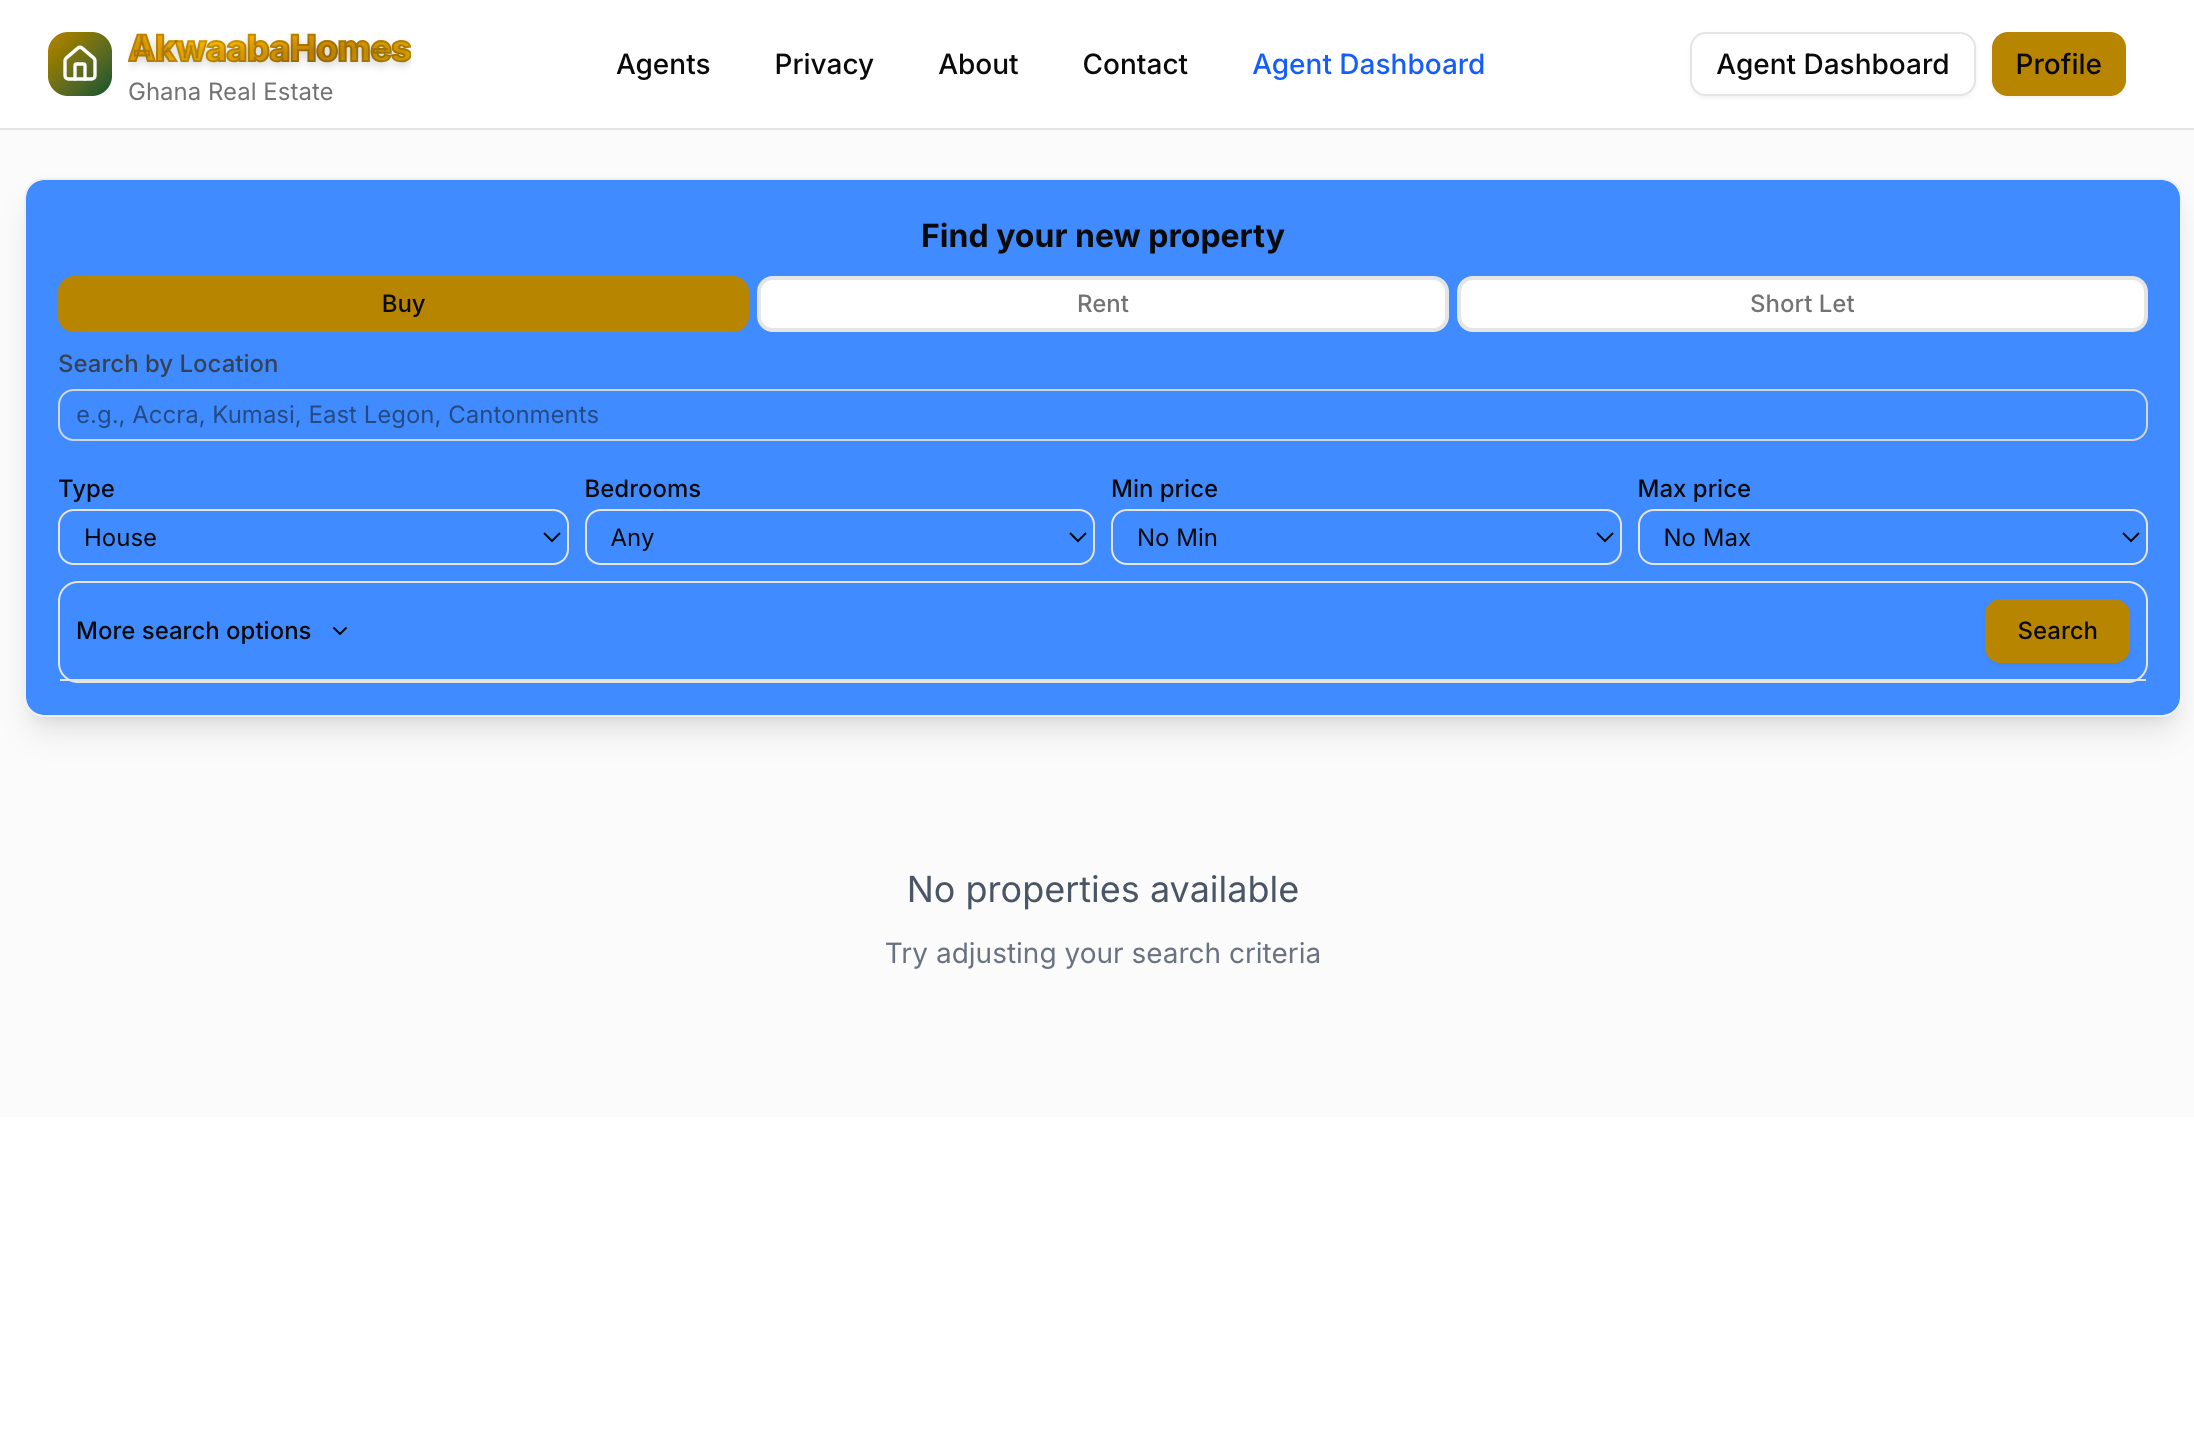 AkwaabaHomes
Ghana Real Estate
Agents
Privacy
About
Contact
Agent Dashboard
Agent Dashboard
Profile
Find your new property
Buy
Rent
Short Let
Search by Location
e.g., Accra, Kumasi, East Legon, Cantonments
Type
Bedrooms
Min price
Max price
House
Any
No Min
No Max
More search options
Search
No properties available
Try adjusting your search criteria